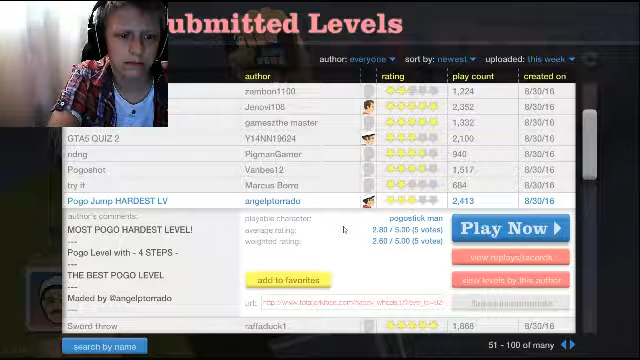 ubmitted Levels
author: everyone sort by: newest uploaded: this week
author rating play count created on
zambon1100 1,224 8/30/16
Jenovi108 2,352 8/30/16
gameszthe master 1,332 8/30/16
GTA5 QUIZ 2 Y14NN19624 2,100 8/30/16
ndng PigmanGamer 940 8/30/16
Pogoshot Vanbes12 1,517 8/30/16
try it Marcus Borre 684 8/30/16
Pogo Jump HARDEST LV angelptorrado 2,413 8/30/16
author's comments:
MOST POGO HARDEST LEVEL!
---
Pogo Level with - 4 STEPS -
---
THE BEST POGO LEVEL
---
Maded by @angelptorrado
---
playable character: pogostick man
average rating: 2.80 / 5.00 (5 votes)
weighted rating: 2.60 / 5.00 (5 votes)
add to favorites
url:
Play Now
view replays/records
view levels by this author
Sword throw raffaduck1 1,868 8/30/16
search by name
51 - 100 of many